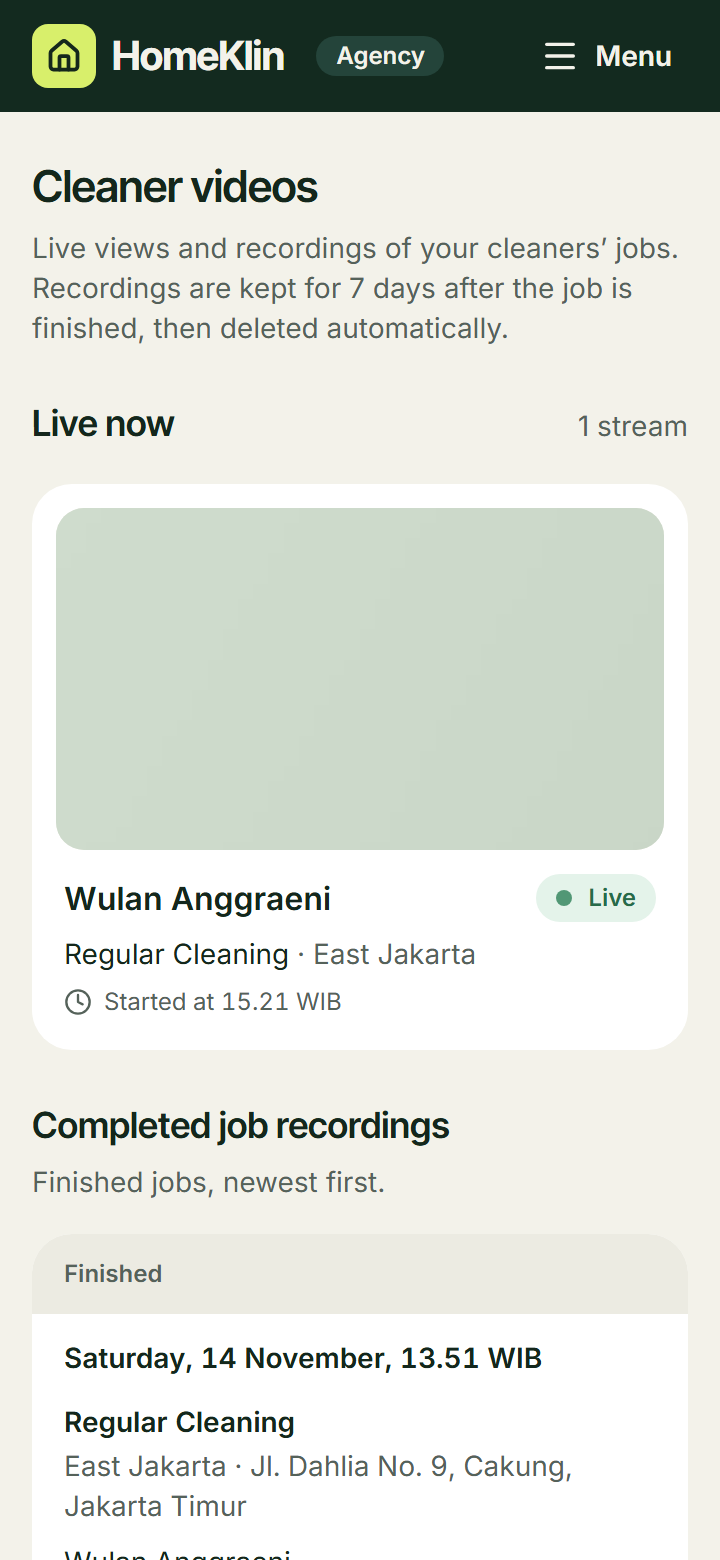 HomeKlin
Agency
Menu
Cleaner videos
Live views and recordings of your cleaners’ jobs.
Recordings are kept for 7 days after the job is
finished, then deleted automatically.
Live now
1 stream
Wulan Anggraeni
Live
Regular Cleaning · East Jakarta
Started at 15.21 WIB
Completed job recordings
Finished jobs, newest first.
Finished
Saturday, 14 November, 13.51 WIB
Regular Cleaning
East Jakarta · Jl. Dahlia No. 9, Cakung,
Jakarta Timur
Wulan Anggraeni